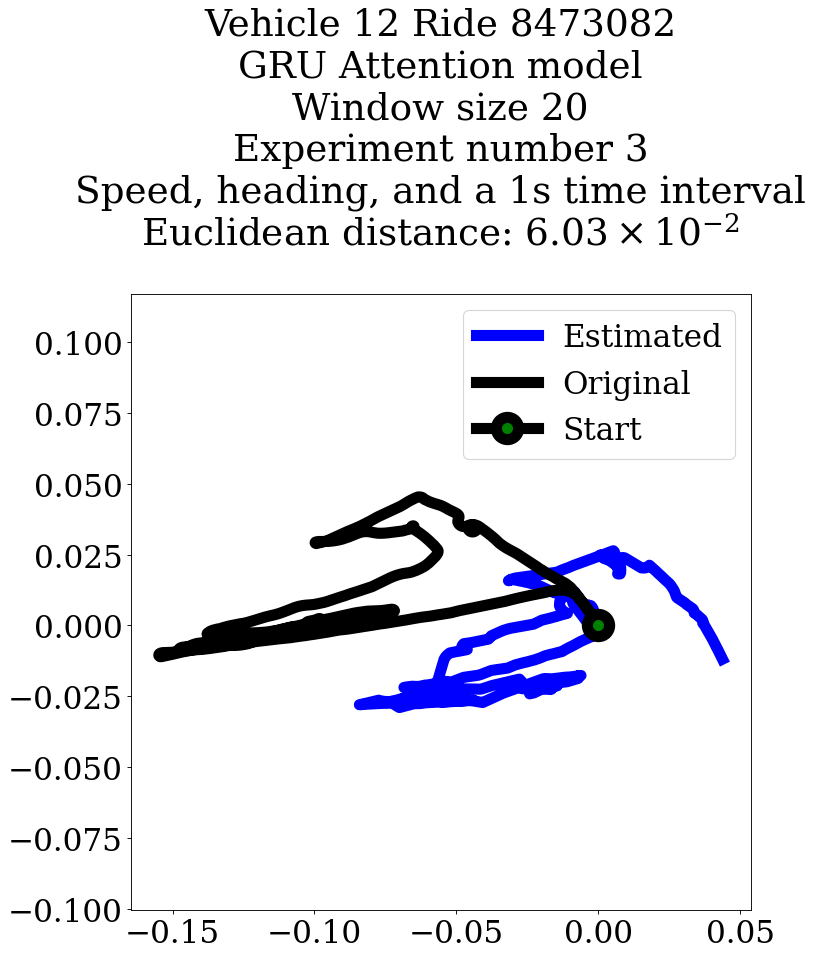 Vehicle 12 Ride 8473082
GRU Attention model
Window size 20
Experiment number 3
Speed, heading, and a 1s time interval
Euclidean distance: 6.03 × 10⁻²
Estimated
Original
Start
0.100
0.075
0.050
0.025
0.000
−0.025
−0.050
−0.075
−0.100
−0.15 −0.10 −0.05 0.00 0.05